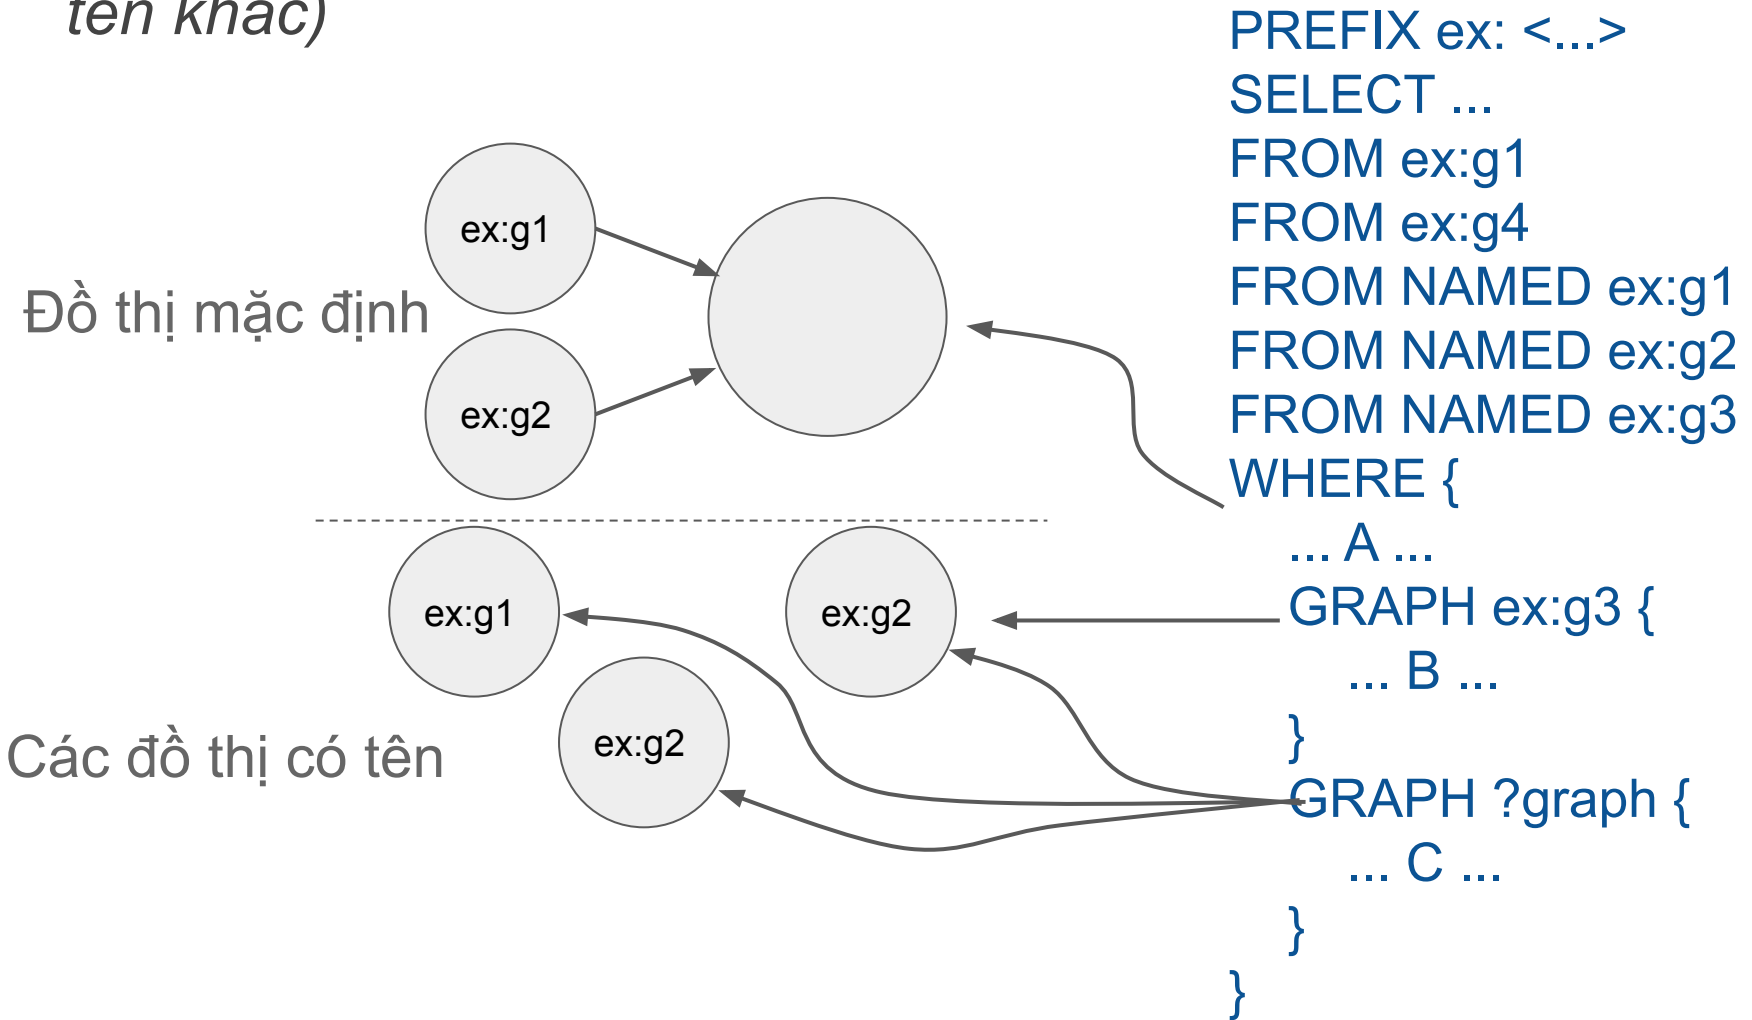 tên khác)
ex:g1
Đồ thị mặc định
ex:g2
ex:g1
ex:g2
ex:g2
Các đồ thị có tên
PREFIX ex: <...>
SELECT ...
FROM ex:g1
FROM ex:g4
FROM NAMED ex:g1
FROM NAMED ex:g2
FROM NAMED ex:g3
WHERE {
... A ...
GRAPH ex:g3 {
... B ...
}
GRAPH ?graph {
... C ...
}
}